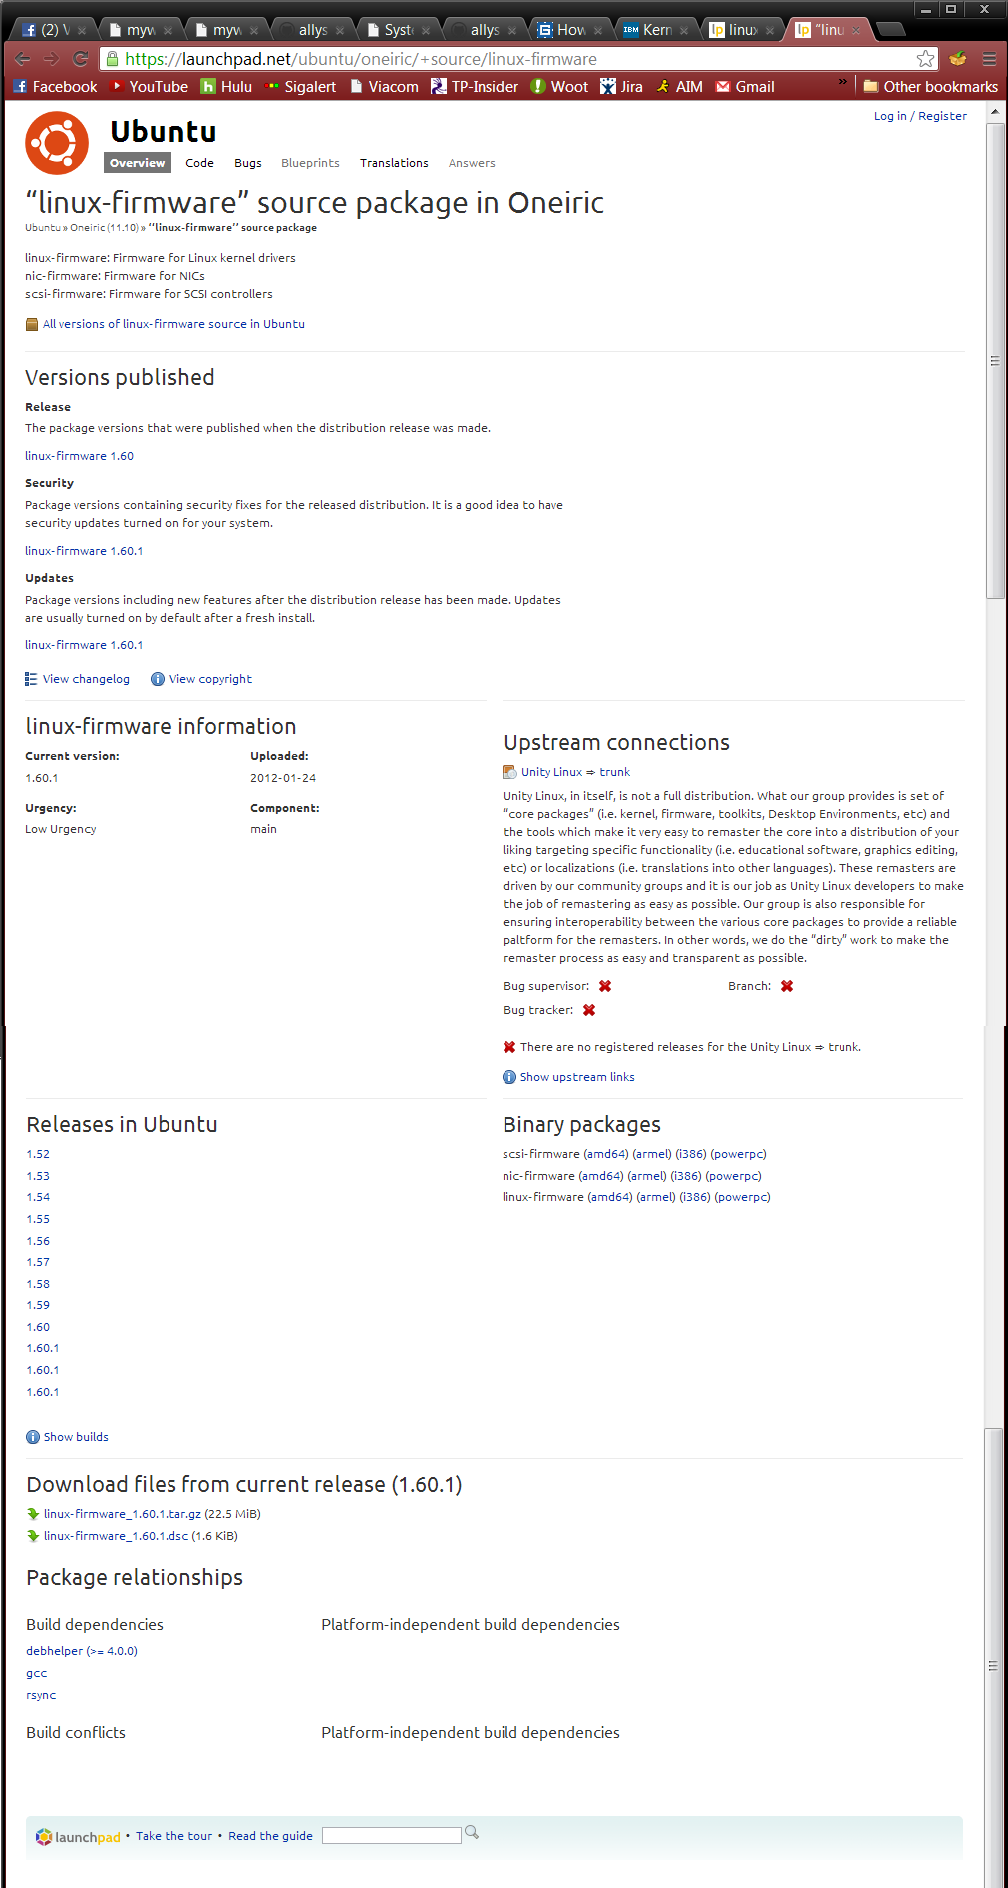 (2) V
myw
myw
allys
Syste
allys
How
IBM Kern
lp linux
lp "linu
https://launchpad.net/ubuntu/oneiric/+source/linux-firmware
Facebook YouTube Hulu Sigalert Viacom TP-Insider Woot Jira AIM Gmail » Other bookmarks
Log in / Register
Ubuntu
Overview Code Bugs Blueprints Translations Answers
“linux-firmware” source package in Oneiric
Ubuntu » Oneiric (11.10) » “linux-firmware” source package
linux-firmware: Firmware for Linux kernel drivers
nic-firmware: Firmware for NICs
scsi-firmware: Firmware for SCSI controllers
All versions of linux-firmware source in Ubuntu
Versions published
Release
The package versions that were published when the distribution release was made.
linux-firmware 1.60
Security
Package versions containing security fixes for the released distribution. It is a good idea to have
security updates turned on for your system.
linux-firmware 1.60.1
Updates
Package versions including new features after the distribution release has been made. Updates
are usually turned on by default after a fresh install.
linux-firmware 1.60.1
View changelog View copyright
linux-firmware information
Current version: Uploaded:
1.60.1 2012-01-24
Urgency: Component:
Low Urgency main
Upstream connections
Unity Linux ⇒ trunk
Unity Linux, in itself, is not a full distribution. What our group provides is set of
“core packages” (i.e. kernel, firmware, toolkits, Desktop Environments, etc) and
the tools which make it very easy to remaster the core into a distribution of your
liking targeting specific functionality (i.e. educational software, graphics editing,
etc) or localizations (i.e. translations into other languages). These remasters are
driven by our community groups and it is our job as Unity Linux developers to make
the job of remastering as easy as possible. Our group is also responsible for
ensuring interoperability between the various core packages to provide a reliable
paltform for the remasters. In other words, we do the “dirty” work to make the
remaster process as easy and transparent as possible.
Bug supervisor: Branch:
Bug tracker:
There are no registered releases for the Unity Linux ⇒ trunk.
Show upstream links
Releases in Ubuntu
1.52
1.53
1.54
1.55
1.56
1.57
1.58
1.59
1.60
1.60.1
1.60.1
1.60.1
Show builds
Binary packages
scsi-firmware (amd64) (armel) (i386) (powerpc)
nic-firmware (amd64) (armel) (i386) (powerpc)
linux-firmware (amd64) (armel) (i386) (powerpc)
Download files from current release (1.60.1)
linux-firmware_1.60.1.tar.gz (22.5 MiB)
linux-firmware_1.60.1.dsc (1.6 KiB)
Package relationships
Build dependencies Platform-independent build dependencies
debhelper (>= 4.0.0)
gcc
rsync
Build conflicts Platform-independent build dependencies
launchpad • Take the tour • Read the guide